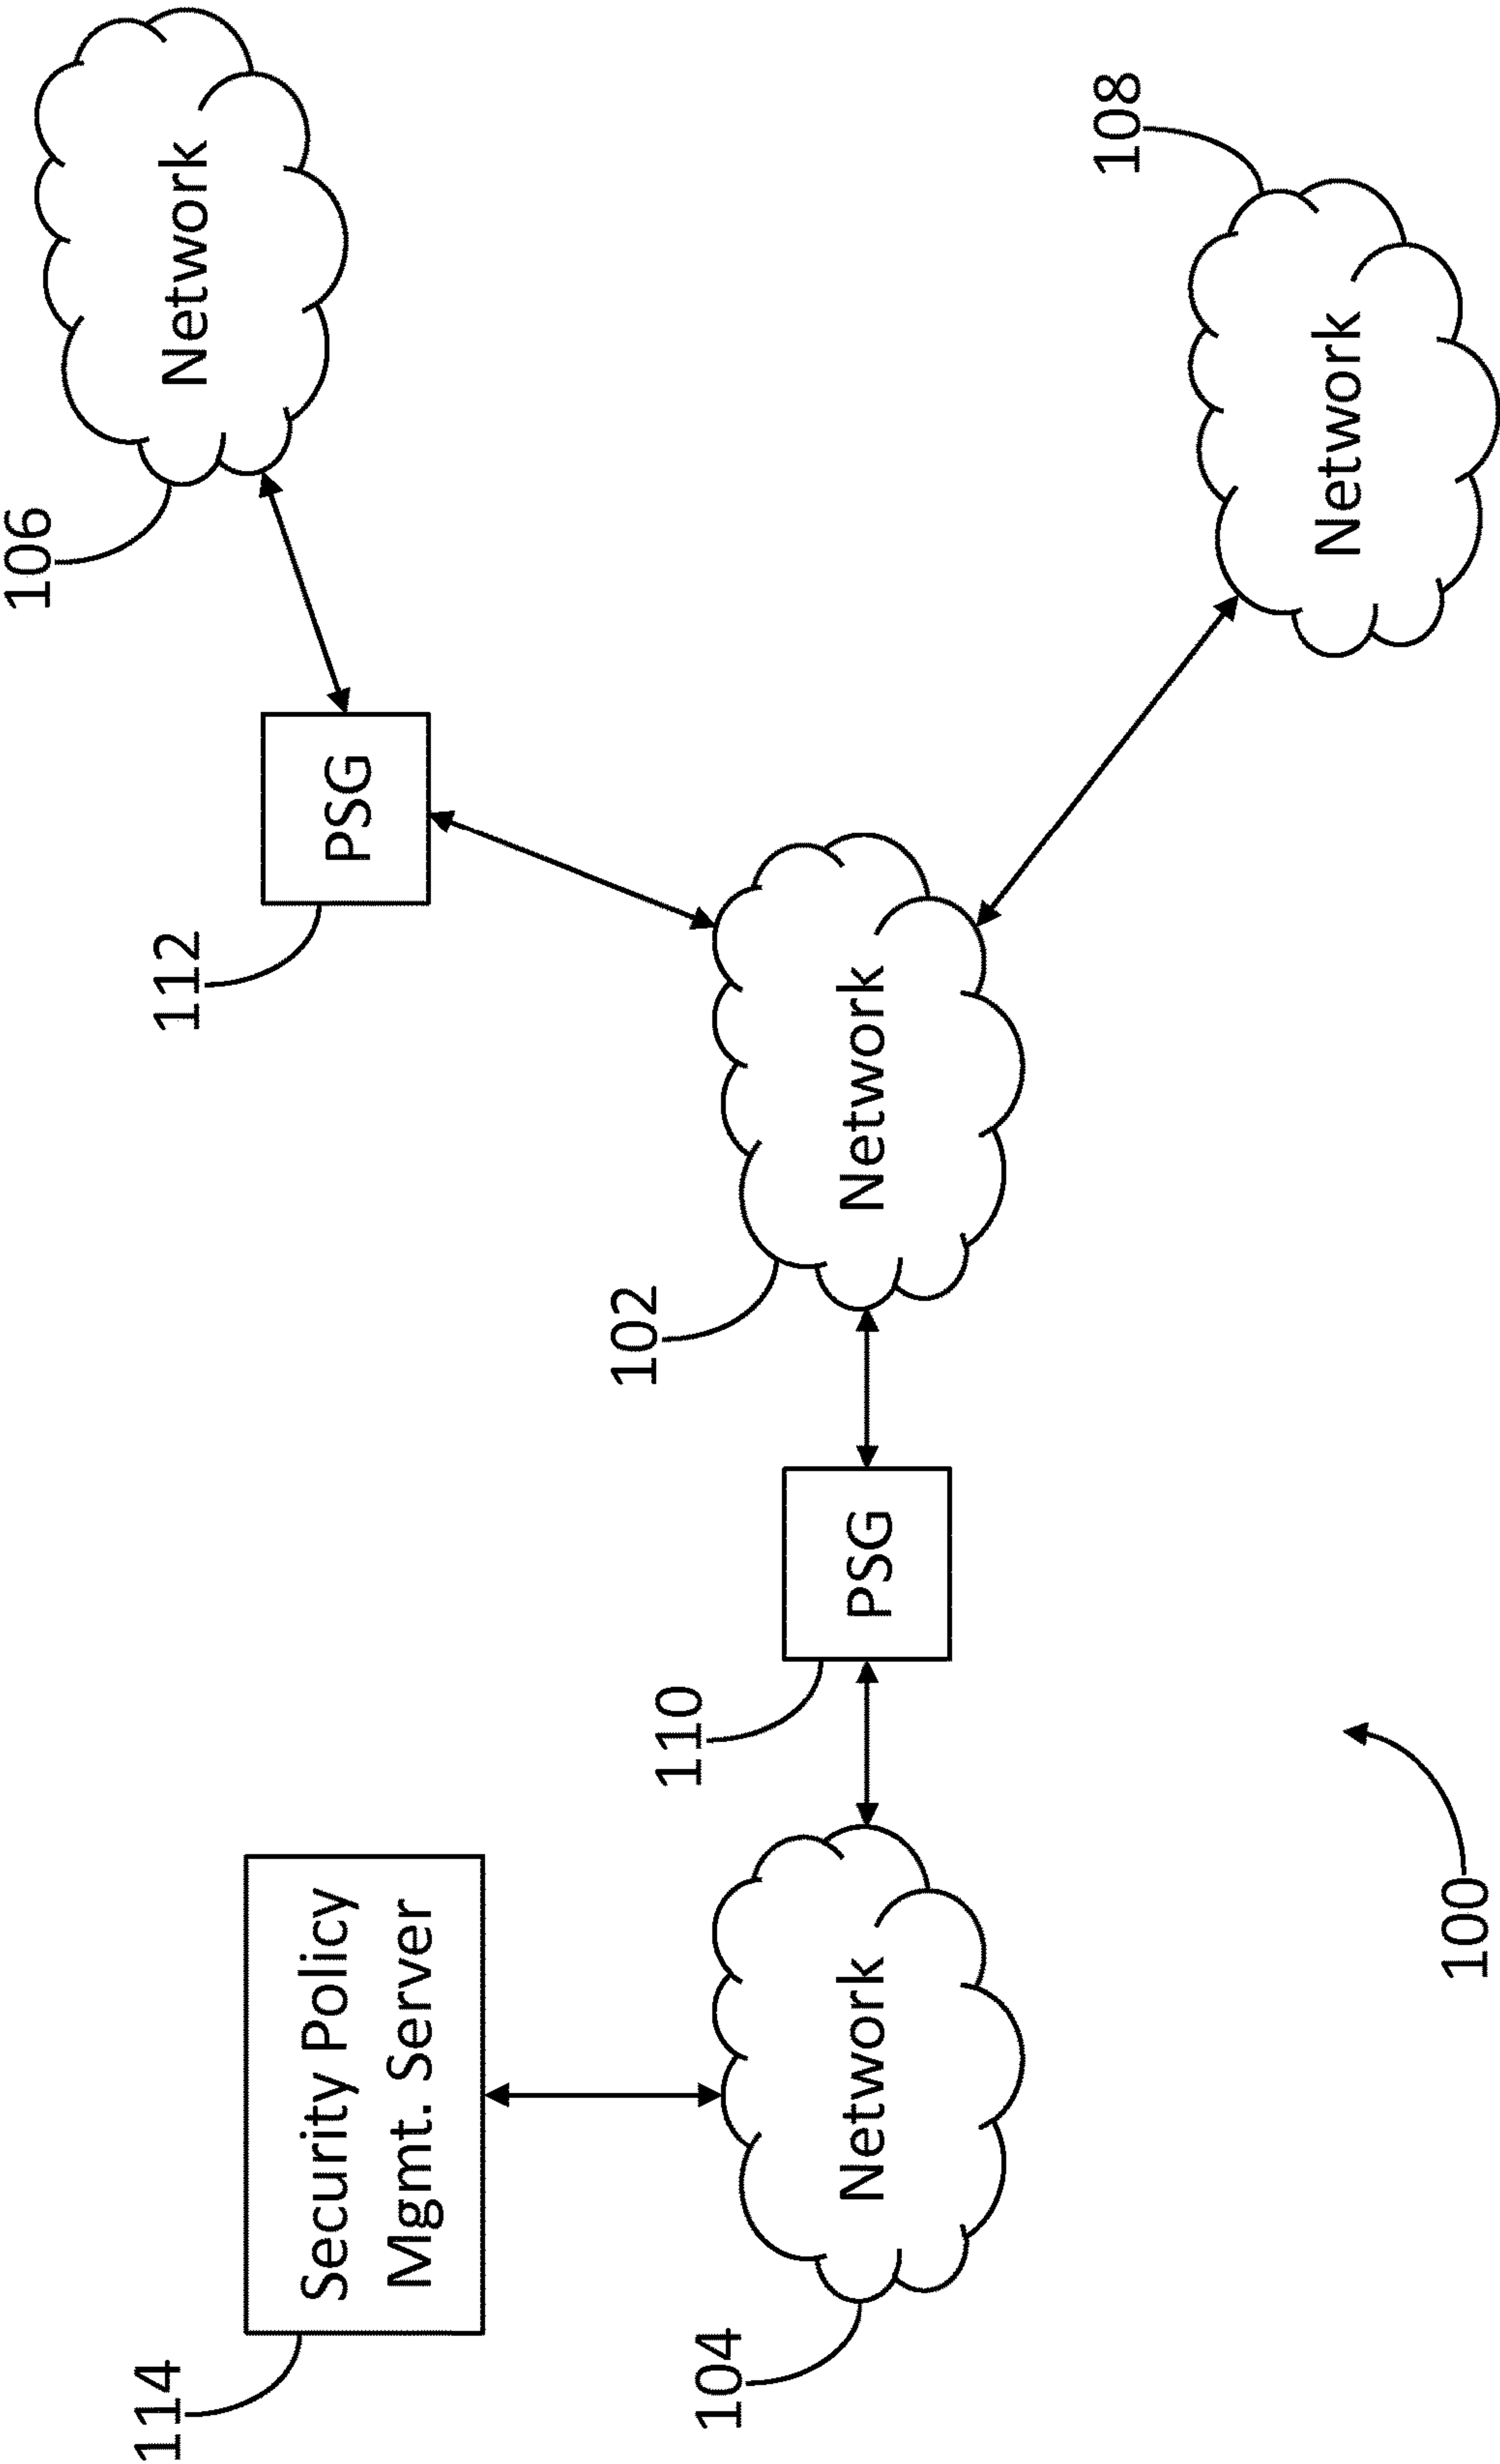 114
Security Policy
Mgmt. Server
112
PSG
106
Network
104
Network
110
PSG
102
Network
108
Network
100